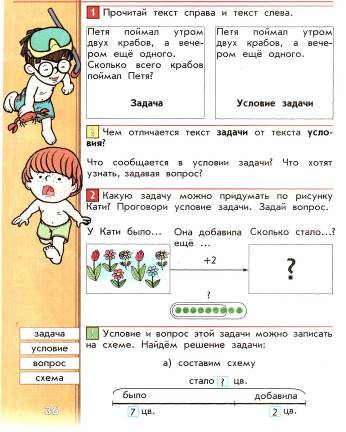 1 Прочитай текст справа и текст слева.
Петя поймал утром
двух крабов, а вече-
ром ещё одного.
Сколько всего крабов
поймал Петя?
Задача
Петя поймал утром
двух крабов, а вече-
ром ещё одного.
Условие задачи
! Чем отличается текст задачи от текста усло-
вия?
Что сообщается в условии задачи? Что хотят
узнать, задавая вопрос?
2 Какую задачу можно придумать по рисунку
Кати? Проговори условие задачи. Задай вопрос.
У Кати было...
Она добавила
ещё ...
Сколько стало...?
+2
?
?
задача
условие
вопрос
схема
! Условие и вопрос этой задачи можно записать
на схеме. Найдём решение задачи:
а) составим схему
стало ? цв.
было
добавила
7 цв.
2 цв.
36